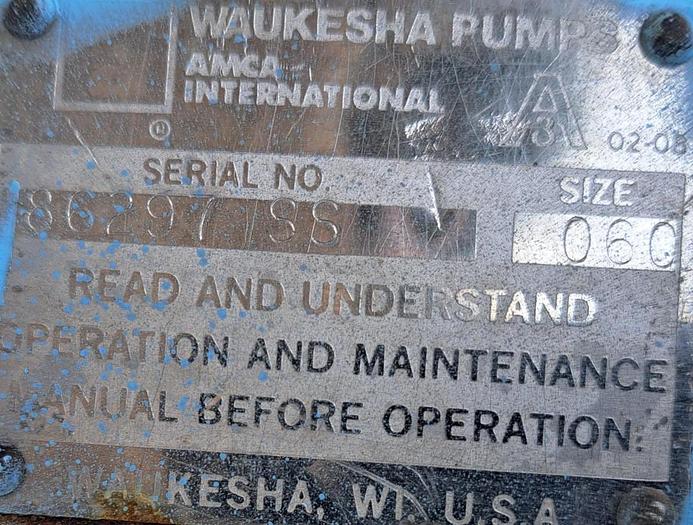 WAUKESHA PUMPS
AMCA
INTERNATIONAL
A
3
02-08
®
SERIAL NO.
SIZE
86297 SS
060
READ AND UNDERSTAND
OPERATION AND MAINTENANCE
MANUAL BEFORE OPERATION.
WAUKESHA, WI. U.S.A